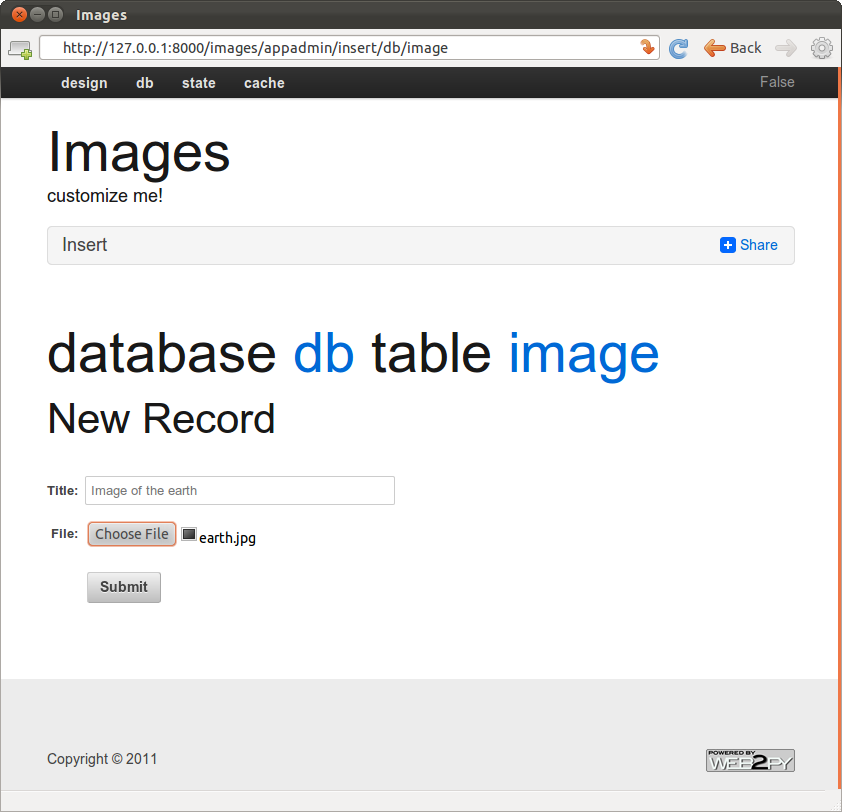 Images
http://127.0.0.1:8000/images/appadmin/insert/db/image Back
design db state cache False
Images
customize me!
Insert Share
database db table image
New Record
Title: Image of the earth
File: Choose File earth.jpg
Submit
Copyright © 2011
POWERED BY
WEB2PY